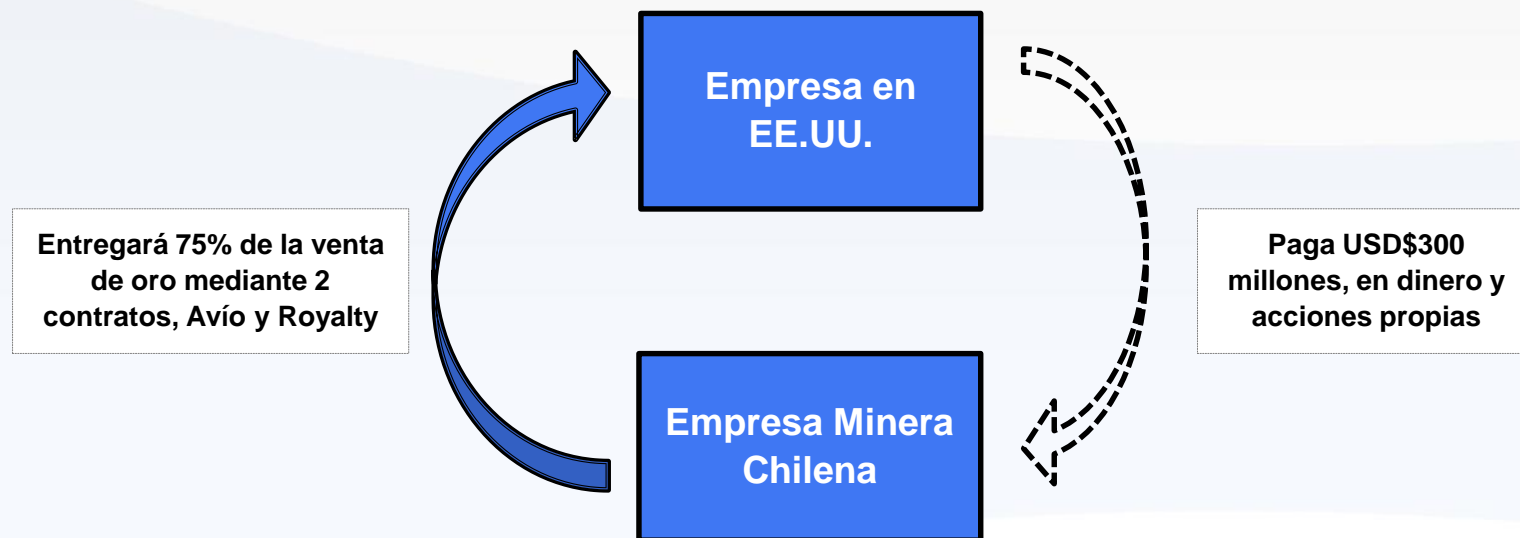 Empresa en
EE.UU.
Entregará 75% de la venta
de oro mediante 2
contratos, Avío y Royalty
Paga USD$300
millones, en dinero y
acciones propias
Empresa Minera
Chilena